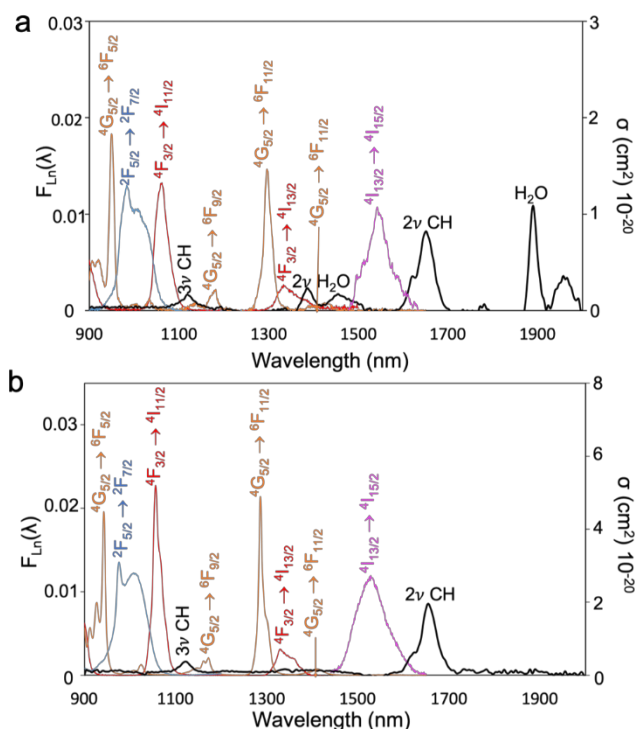 a
0.03
0.02
0.01
0
F_Ln(λ)
3
2
1
0
σ (cm²) 10⁻²⁰
⁴G₅/₂→⁶F₅/₂
²F₅/₂→²F₇/₂
⁴F₃/₂→⁴I₁₁/₂
3ν CH
⁴G₅/₂→⁶F₉/₂
⁴G₅/₂→⁶F₁₁/₂
⁴F₃/₂→⁴I₁₃/₂
⁴G₅/₂→⁶F₁₁/₂
2ν H₂O
⁴I₁₃/₂→⁴I₁₅/₂
2ν CH
H₂O
900 1100 1300 1500 1700 1900
Wavelength (nm)
b
0.03
0.02
0.01
0
F_Ln(λ)
8
6
4
2
0
σ (cm²) 10⁻²⁰
⁴G₅/₂→⁶F₅/₂
²F₅/₂→²F₇/₂
⁴F₃/₂→⁴I₁₁/₂
3ν CH
⁴G₅/₂→⁶F₉/₂
⁴G₅/₂→⁶F₁₁/₂
⁴F₃/₂→⁴I₁₃/₂
⁴G₅/₂→⁶F₁₁/₂
⁴I₁₃/₂→⁴I₁₅/₂
2ν CH
900 1100 1300 1500 1700 1900
Wavelength (nm)